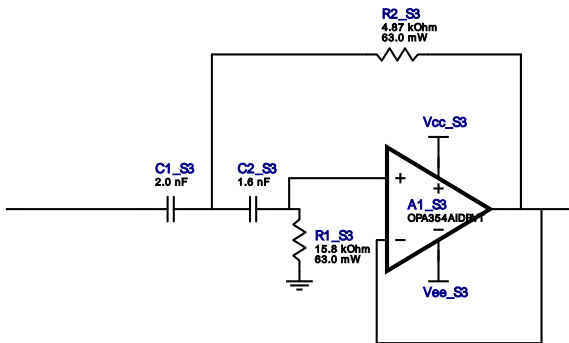 R2_S3
4.87 kOhm
63.0 mW
Vcc_S3
C1_S3
2.0 nF
C2_S3
1.6 nF
+
+
A1_S3
R1_S3
15.8 kOhm
63.0 mW
−
−
Vee_S3